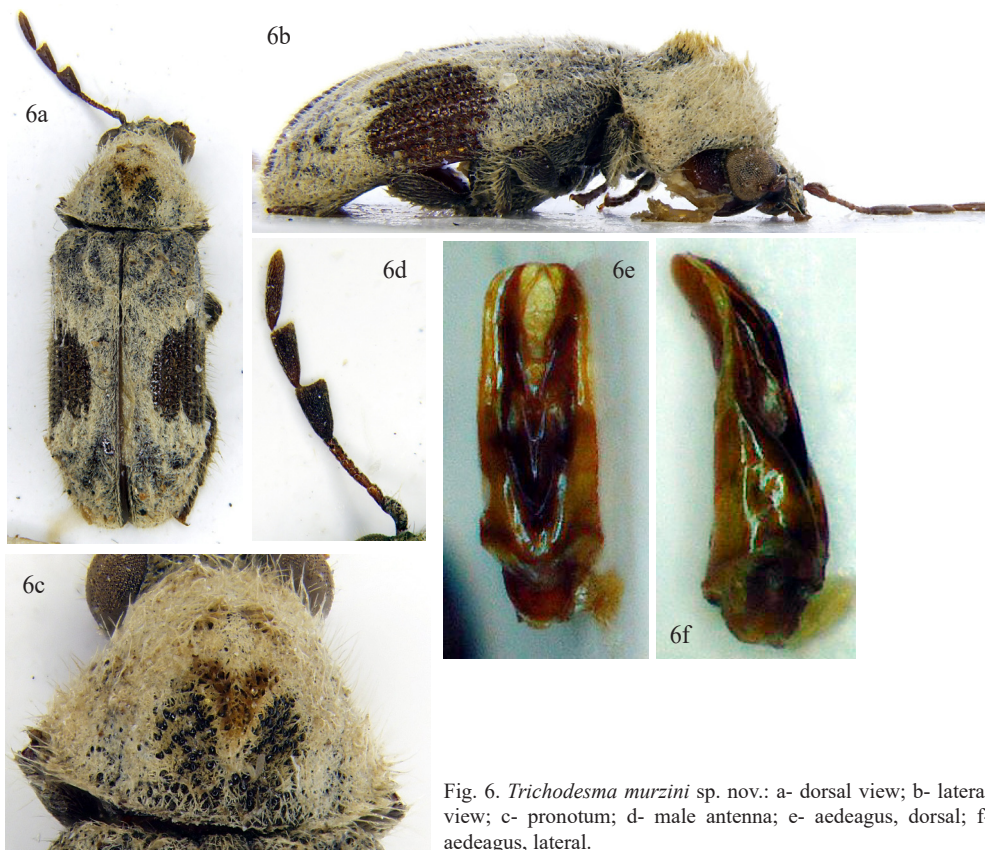 6a
6b
6d
6e
6f
6c
Fig. 6. Trichodesma murzini sp. nov.: a- dorsal view; b- latera
view; c- pronotum; d- male antenna; e- aedeagus, dorsal; f-
aedeagus, lateral.